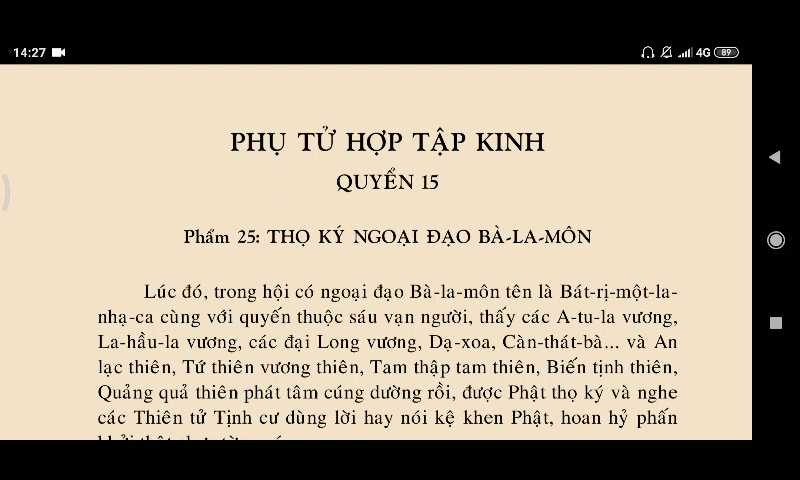 14:27
4G 89
PHỤ TỬ HỢP TẬP KINH
QUYỂN 15
Phẩm 25: THỌ KÝ NGOẠI ĐẠO BÀ-LA-MÔN
Lúc đó, trong hội có ngoại đạo Bà-la-môn tên là Bát-rị-một-la-
nhạ-ca cùng với quyến thuộc sáu vạn người, thấy các A-tu-la vương,
La-hầu-la vương, các đại Long vương, Dạ-xoa, Càn-thát-bà... và An
lạc thiên, Tứ thiên vương thiên, Tam thập tam thiên, Biến tịnh thiên,
Quảng quả thiên phát tâm cúng dường rồi, được Phật thọ ký và nghe
các Thiên tử Tịnh cư dùng lời hay nói kệ khen Phật, hoan hỷ phấn